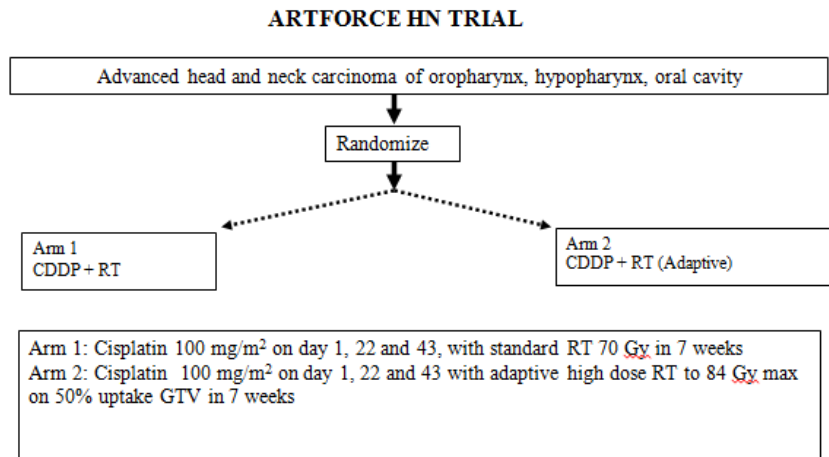 ARTFORCE HN TRIAL
Advanced head and neck carcinoma of oropharynx, hypopharynx, oral cavity
Randomize
Arm 1
CDDP + RT
Arm 2
CDDP + RT (Adaptive)
Arm 1: Cisplatin 100 mg/m² on day 1, 22 and 43, with standard RT 70 Gy in 7 weeks
Arm 2: Cisplatin 100 mg/m² on day 1, 22 and 43 with adaptive high dose RT to 84 Gy max
on 50% uptake GTV in 7 weeks